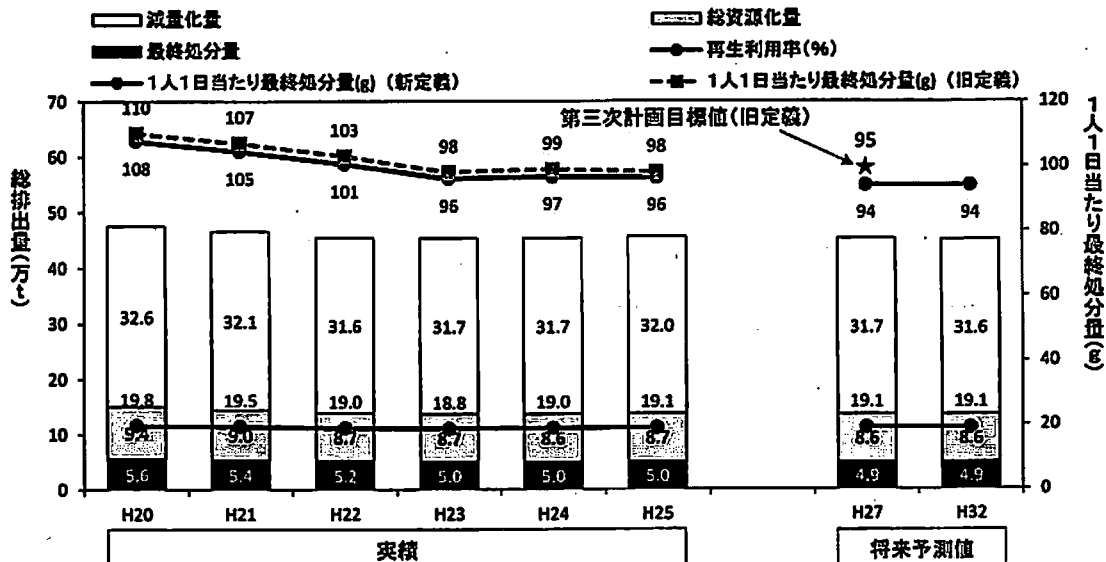 減量化量
総資源化量
最終処分量
再生利用率(%)
1人1日当たり最終処分量(g) (新定義)
1人1日当たり最終処分量(g) (旧定義)
総排出量(万t)
1人1日当たり最終処分量(g)
70
60
50
40
30
20
10
0
120
100
80
60
40
20
0
第三次計画目標値(旧定義)
110 107 103 98 99 98 95
108 105 101 96 97 96 94 94
32.6 32.1 31.6 31.7 31.7 32.0 31.7 31.6
19.8 19.5 19.0 18.8 19.0 19.1 19.1 19.1
9.4 9.0 8.7 8.7 8.6 8.7 8.6 8.6
5.6 5.4 5.2 5.0 5.0 5.0 4.9 4.9
H20 H21 H22 H23 H24 H25 H27 H32
実績 将来予測値